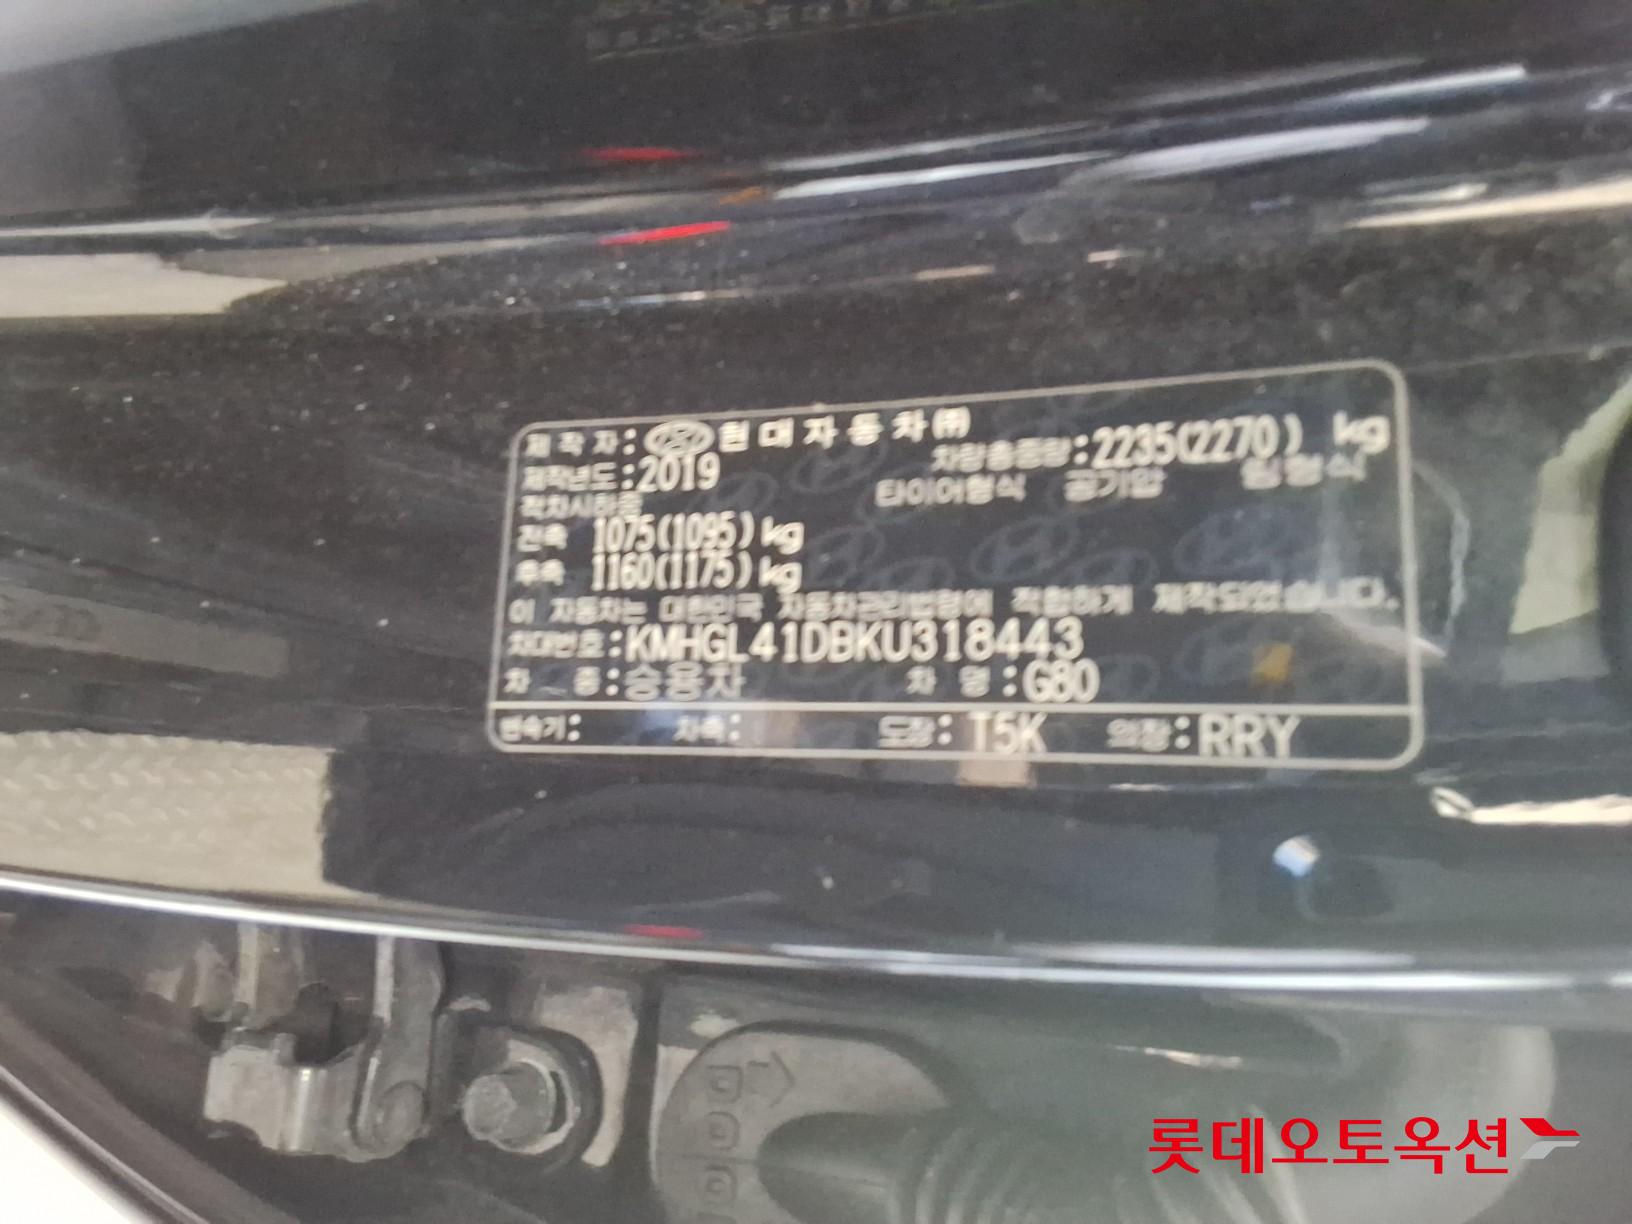 제 작 자 : 현 대 자 동 차 ㈜
차량총중량 : 2235(2270) kg
제작년도 : 2019
타이어형식 공기압 림형식
적차시하중
전축 1075(1095) kg
후축 1160(1175) kg
이 자동차는 대한민국 자동차관리법령에 적합하게 제작되었습니다.
차대번호 : KMHGL41DBKU318443
차 종 : 승용차 차 명 : G80
변속기 : 차축 : 도장 : T5K 의장 : RRY
롯데오토옥션